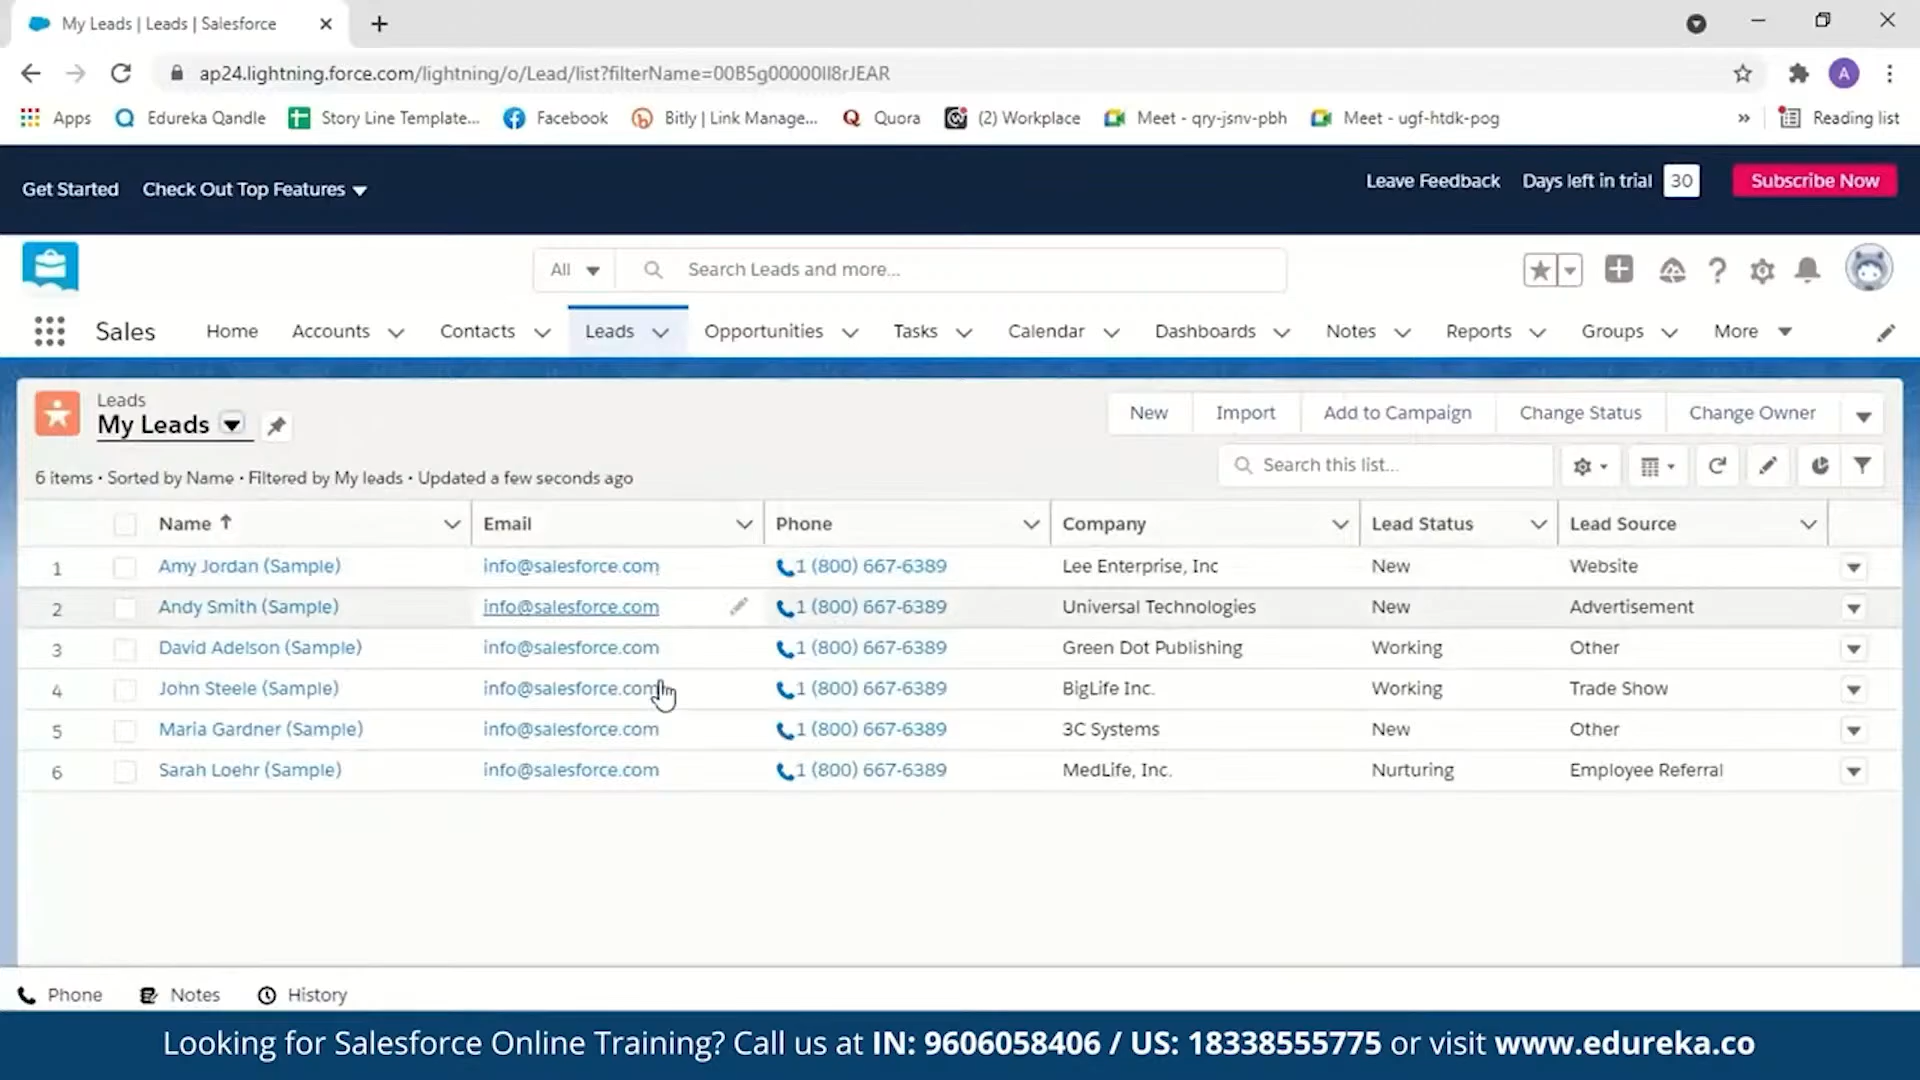 My Leads | Leads | Salesforce
ap24.lightning.force.com/lightning/o/Lead/list?filterName=00B5g00000ll8rJEAR
A
Apps Edureka Qandle Story Line Template... Facebook Bitly | Link Manage... Quora (2) Workplace Meet - qry-jsnv-pbh Meet - ugf-htdk-pog » Reading list
Get Started Check Out Top Features Leave Feedback Days left in trial 30 Subscribe Now
All Search Leads and more...
Sales Home Accounts Contacts Leads Opportunities Tasks Calendar Dashboards Notes Reports Groups More
Leads
My Leads New Import Add to Campaign Change Status Change Owner
Search this list...
6 items • Sorted by Name • Filtered by My leads • Updated a few seconds ago
Name ↑ Email Phone Company Lead Status Lead Source
1 Amy Jordan (Sample) info@salesforce.com 1 (800) 667-6389 Lee Enterprise, Inc New Website
2 Andy Smith (Sample) info@salesforce.com 1 (800) 667-6389 Universal Technologies New Advertisement
3 David Adelson (Sample) info@salesforce.com 1 (800) 667-6389 Green Dot Publishing Working Other
4 John Steele (Sample) info@salesforce.com 1 (800) 667-6389 BigLife Inc. Working Trade Show
5 Maria Gardner (Sample) info@salesforce.com 1 (800) 667-6389 3C Systems New Other
6 Sarah Loehr (Sample) info@salesforce.com 1 (800) 667-6389 MedLife, Inc. Nurturing Employee Referral
Phone Notes History
Looking for Salesforce Online Training? Call us at IN: 9606058406 / US: 18338555775 or visit www.edureka.co